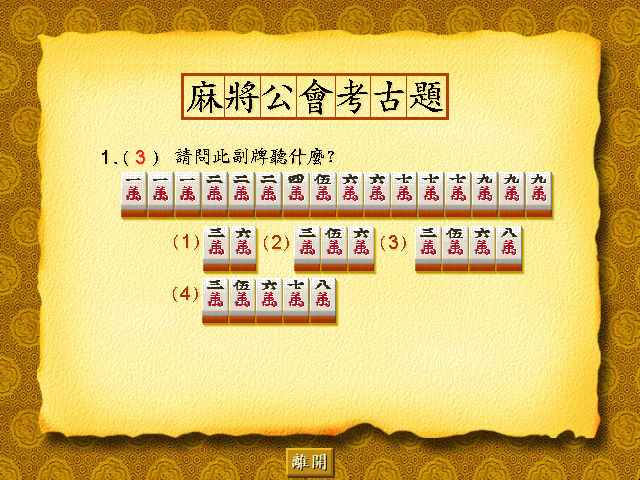 麻將公會考古題
1.(3) 請問此副牌聽什麼？
一萬 一萬 一萬 二萬 二萬 二萬 四萬 伍萬 六萬 六萬 七萬 七萬 七萬 九萬 九萬 九萬
(1) 三萬 六萬 (2) 三萬 伍萬 六萬 (3) 三萬 伍萬 六萬 八萬
(4) 三萬 伍萬 六萬 七萬 八萬
離開